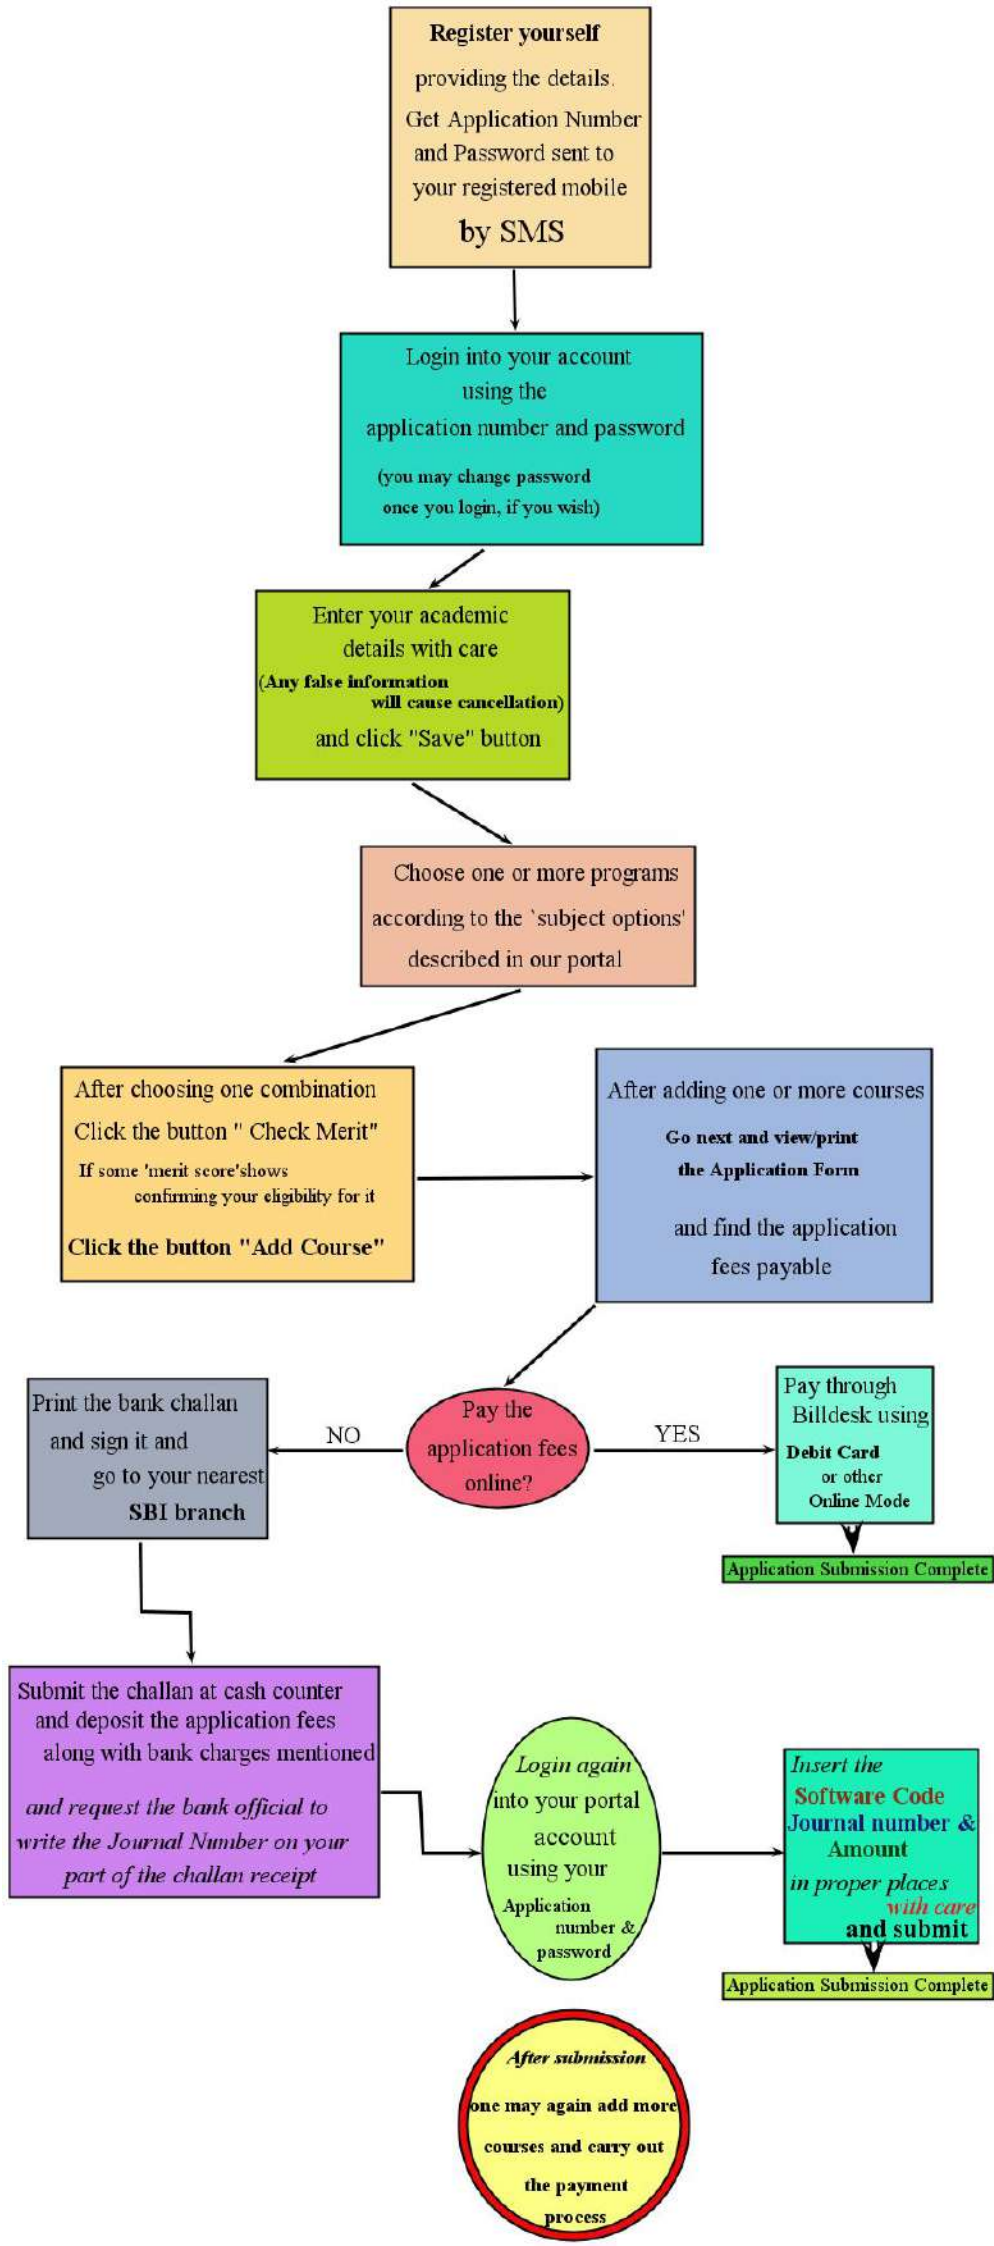 Register yourself
providing the details.
Get Application Number
and Password sent to
your registered mobile
by SMS
Login into your account
using the
application number and password
(you may change password
once you login, if you wish)
Enter your academic
details with care
(Any false information
will cause cancellation)
and click "Save" button
Choose one or more programs
according to the `subject options'
described in our portal
After choosing one combination
Click the button " Check Merit"
If some 'merit score'shows
confirming your eligibility for it
Click the button "Add Course"
After adding one or more courses
Go next and view/print
the Application Form
and find the application
fees payable
Pay the
application fees
online?
NO
YES
Print the bank challan
and sign it and
go to your nearest
SBI branch
Pay through
Billdesk using
Debit Card
or other
Online Mode
Application Submission Complete
Submit the challan at cash counter
and deposit the application fees
along with bank charges mentioned
and request the bank official to
write the Journal Number on your
part of the challan receipt
Login again
into your portal
account
using your
Application
number &
password
Insert the
Software Code
Journal number &
Amount
in proper places
with care
and submit
Application Submission Complete
After submission
one may again add more
courses and carry out
the payment
process